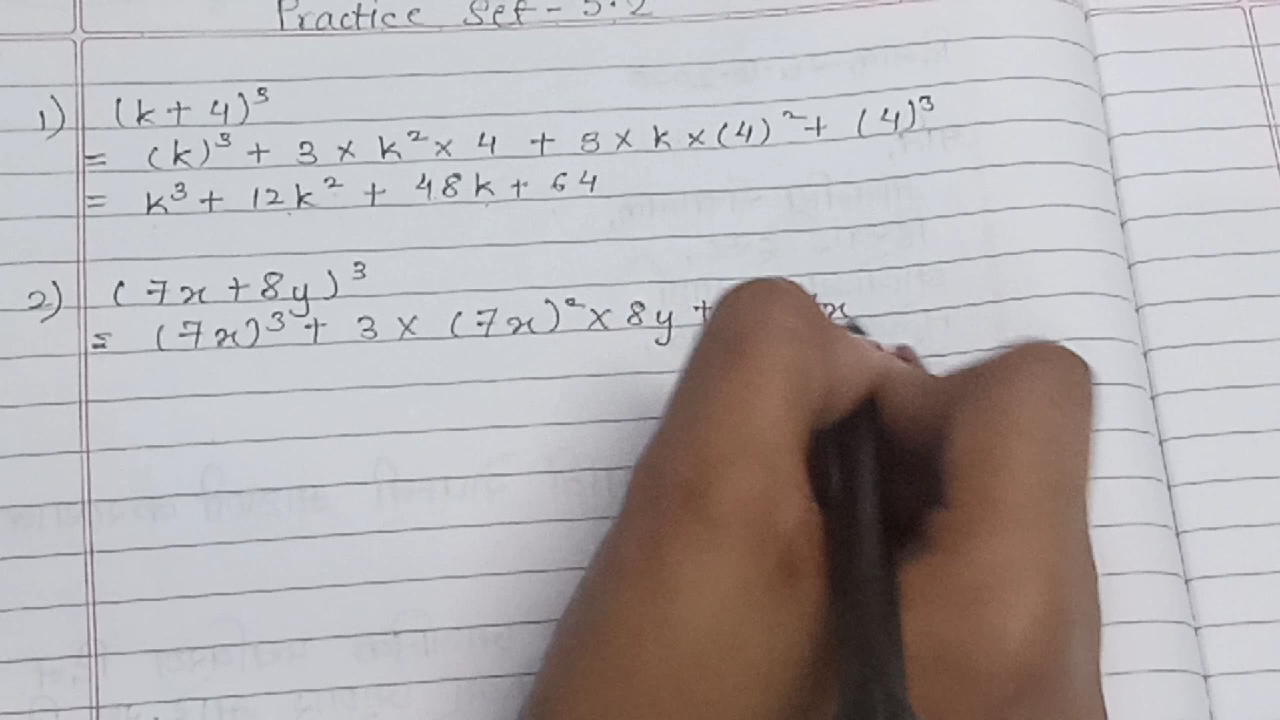 Practice Set - 5.2
1) (k + 4)³
= (k)³ + 3 × k² × 4 + 3 × k × (4)² + (4)³
= k³ + 12k² + 48k + 64
2) (7x + 8y)³
= (7x)³ + 3 × (7x)² × 8y + x